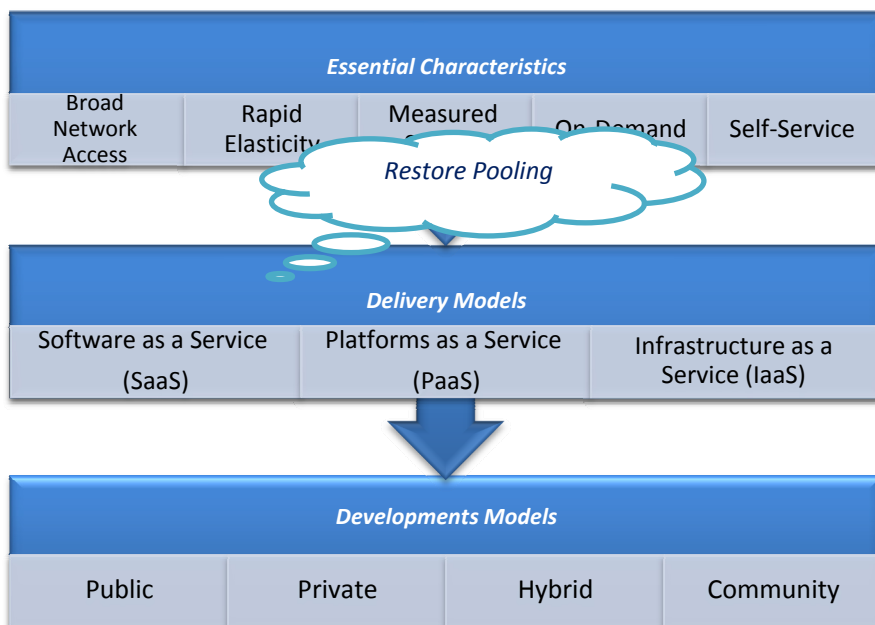 Essential Characteristics
Broad
Network
Access
Rapid
Elasticity
Measured
On-Demand
Self-Service
Restore Pooling
Delivery Models
Software as a Service
(SaaS)
Platforms as a Service
(PaaS)
Infrastructure as a
Service (IaaS)
Developments Models
Public
Private
Hybrid
Community